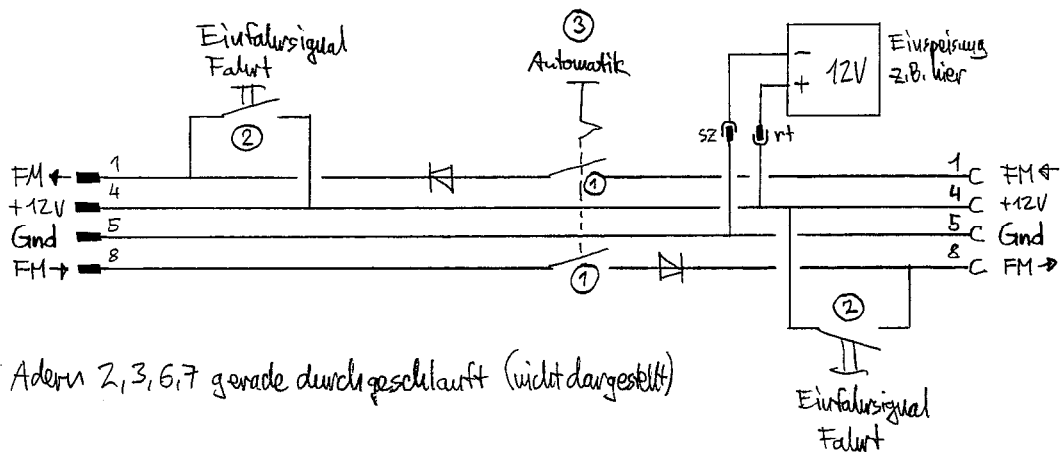 Einfahrsignal
Fahrt
②
③
Automatik
12V
-
+
Einspeisung
z.B. hier
sz
rt
FM ←
1
①
1
FM ←
+12V
4
4
+12V
Gnd
5
5
Gnd
FM →
8
①
8
FM →
②
Adern 2,3,6,7 gerade durchgeschlauft (nicht dargestellt)
Einfahrsignal
Fahrt